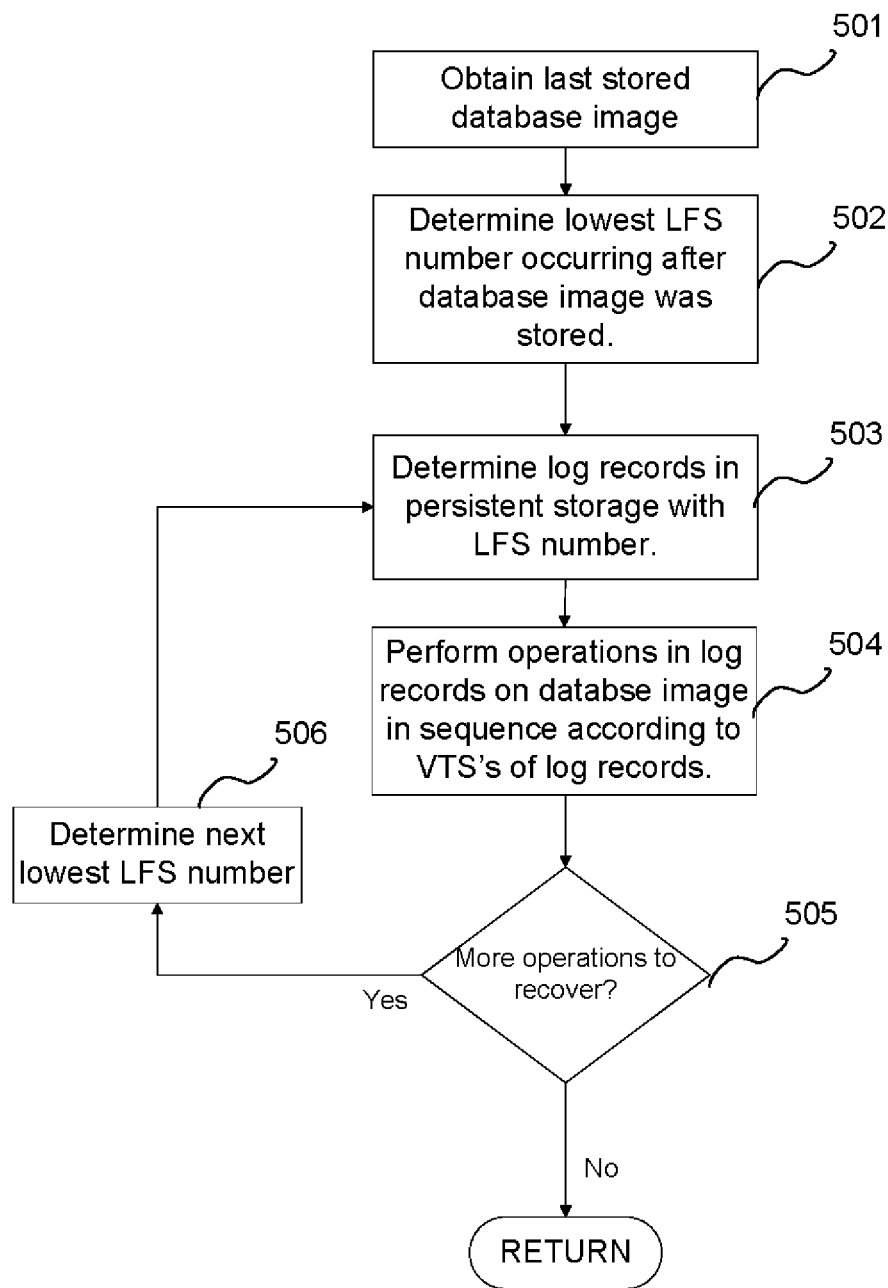 501
Obtain last stored
database image
502
Determine lowest LFS
number occurring after
database image was
stored.
503
Determine log records in
persistent storage with
LFS number.
504
Perform operations in log
records on databse image
in sequence according to
VTS's of log records.
506
Determine next
lowest LFS number
505
More operations to
recover?
Yes
No
RETURN